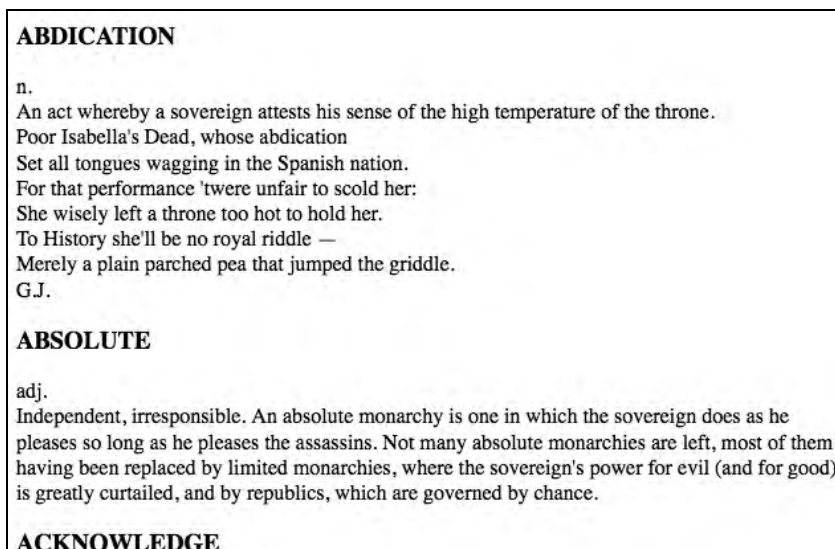 ABDICATION
n.
An act whereby a sovereign attests his sense of the high temperature of the throne.
Poor Isabella's Dead, whose abdication
Set all tongues wagging in the Spanish nation.
For that performance 'twere unfair to scold her:
She wisely left a throne too hot to hold her.
To History she'll be no royal riddle —
Merely a plain parched pea that jumped the griddle.
G.J.
ABSOLUTE
adj.
Independent, irresponsible. An absolute monarchy is one in which the sovereign does as he
pleases so long as he pleases the assassins. Not many absolute monarchies are left, most of them
having been replaced by limited monarchies, where the sovereign's power for evil (and for good)
is greatly curtailed, and by republics, which are governed by chance.
ACKNOWLEDGE